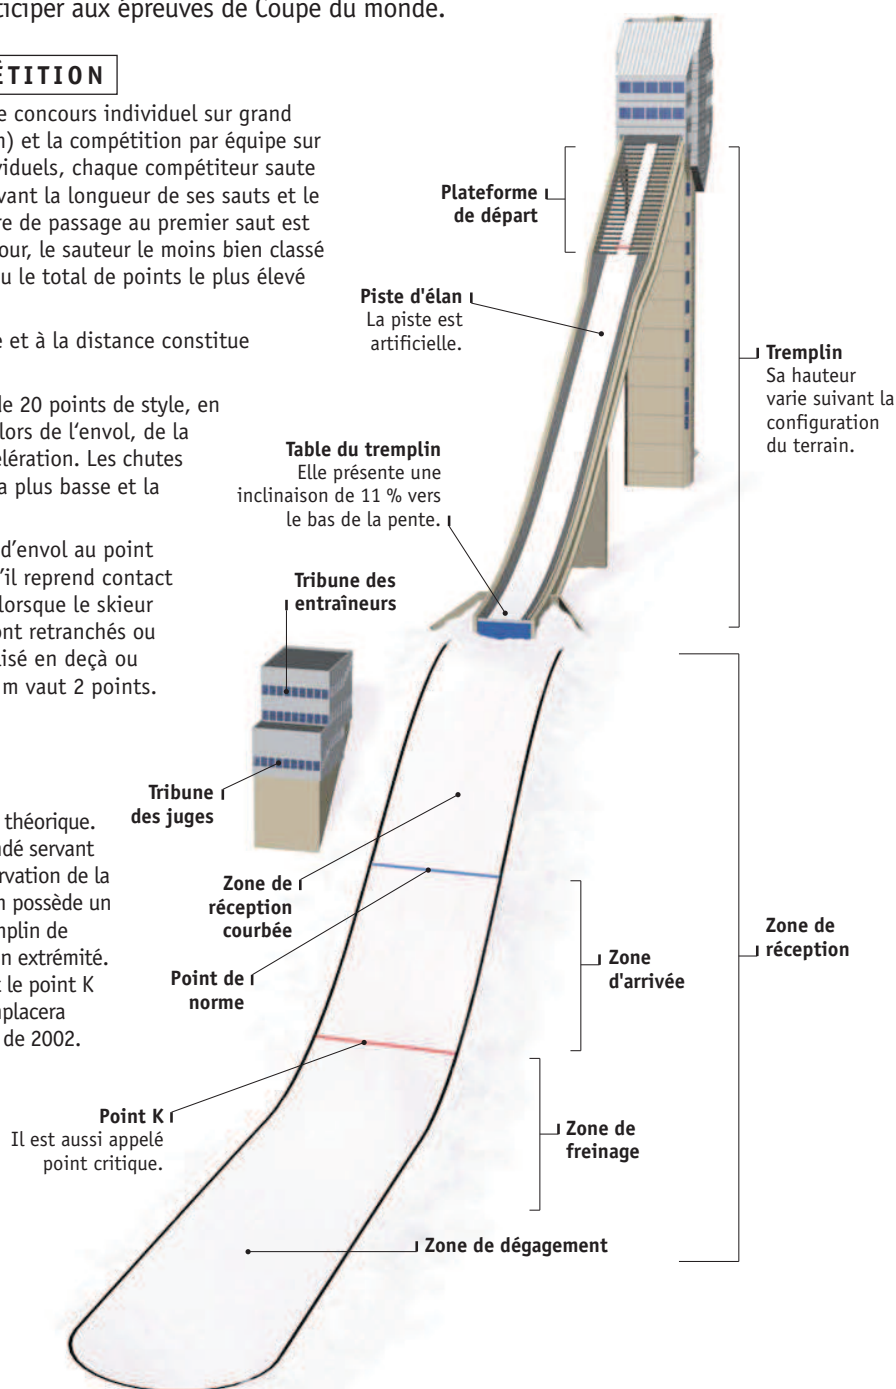 ticiper aux épreuves de Coupe du monde.
ÉTITION
e concours individuel sur grand
n) et la compétition par équipe sur
ividuels, chaque compétiteur saute
vant la longueur de ses sauts et le
re de passage au premier saut est
our, le sauteur le moins bien classé
u le total de points le plus élevé
e et à la distance constitue
de 20 points de style, en
lors de l‘envol, de la
élération. Les chutes
a plus basse et la
d’envol au point
’il reprend contact
lorsque le skieur
ont retranchés ou
lisé en deçà ou
m vaut 2 points.
théorique.
ndé servant
rvation de la
n possède un
mplin de
on extrémité.
t le point K
mplacera
de 2002.
Plateforme
de départ
Piste d'élan
La piste est
artificielle.
Tremplin
Sa hauteur
varie suivant la
configuration
du terrain.
Table du tremplin
Elle présente une
inclinaison de 11 % vers
le bas de la pente.
Tribune des
entraîneurs
Tribune
des juges
Zone de
réception
courbée
Point de
norme
Zone
d'arrivée
Zone de
réception
Point K
Il est aussi appelé
point critique.
Zone de
freinage
Zone de dégagement